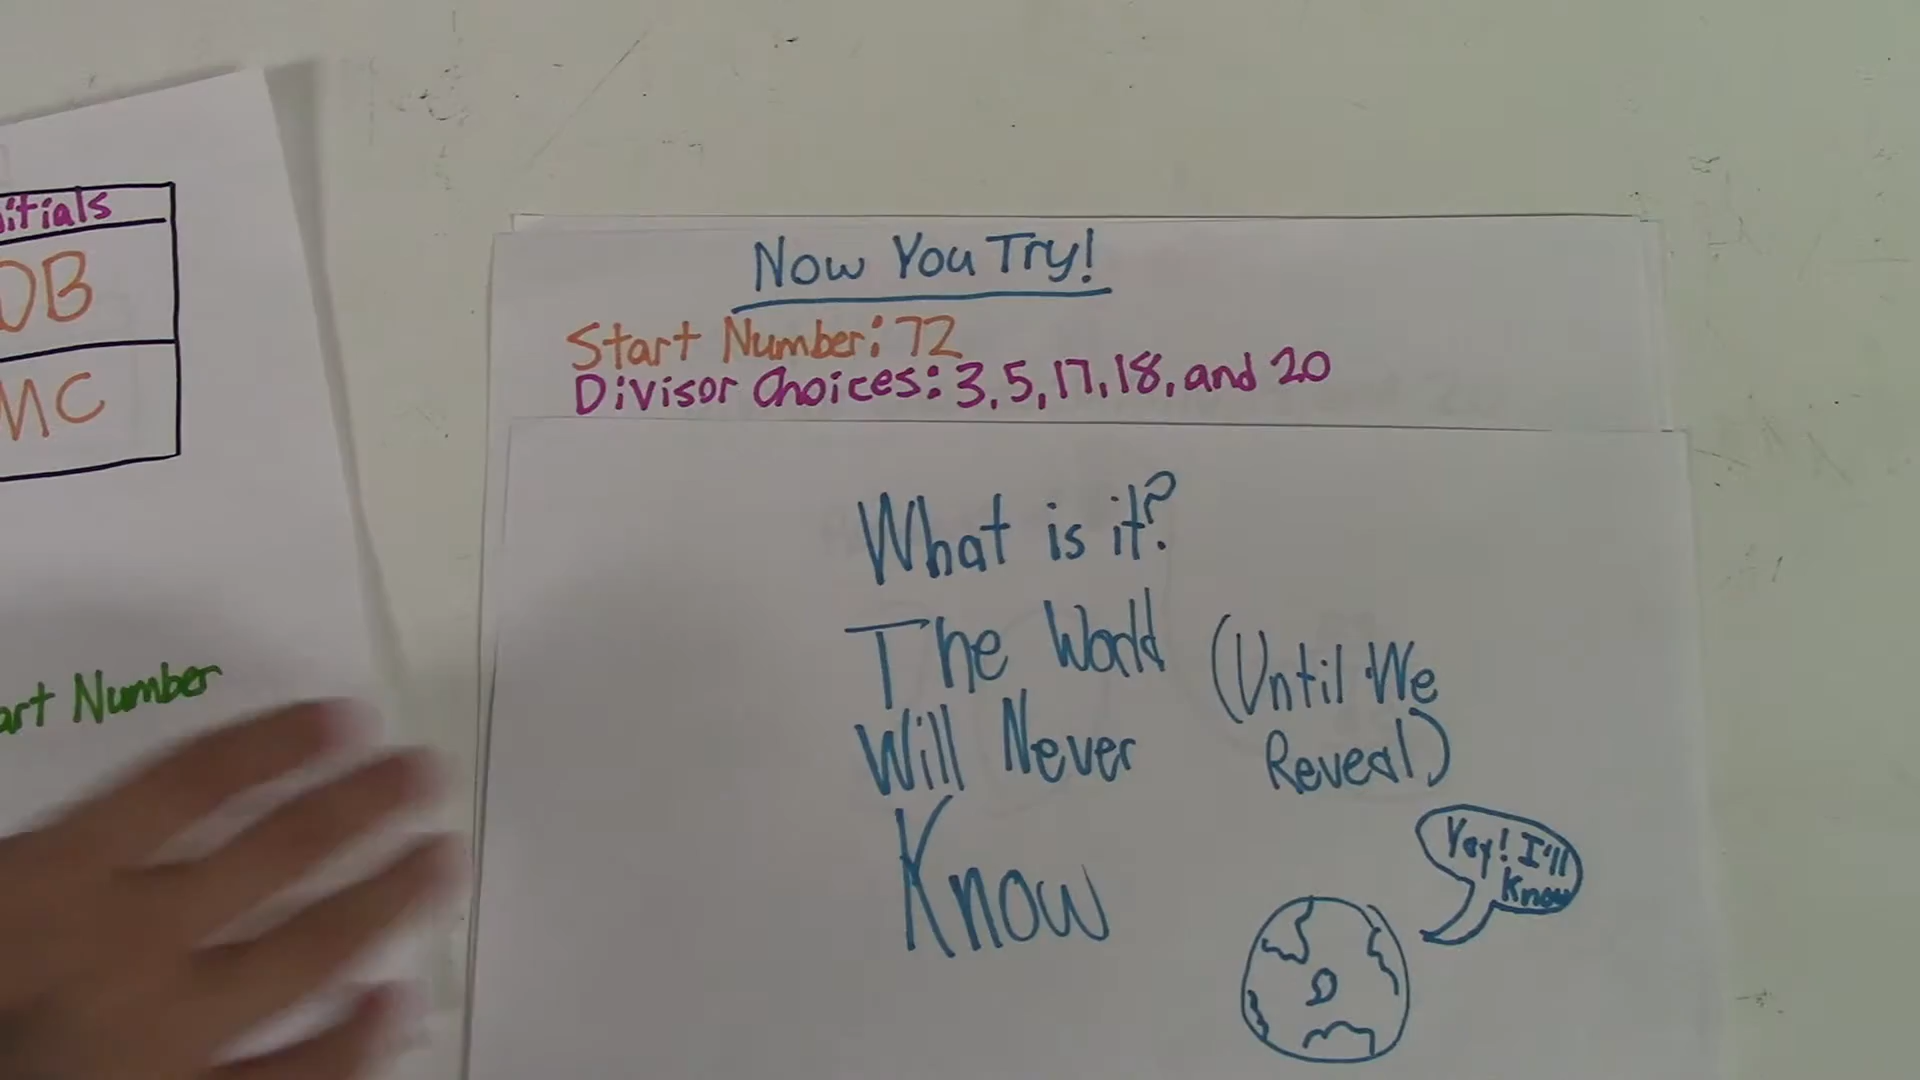 itials
DB
MC
art Number
Now You Try!
Start Number: 72
Divisor Choices: 3, 5, 17, 18, and 20
What is it?
The World
Will Never
Know
(Until We
Reveal)
Yay! I'll
Know